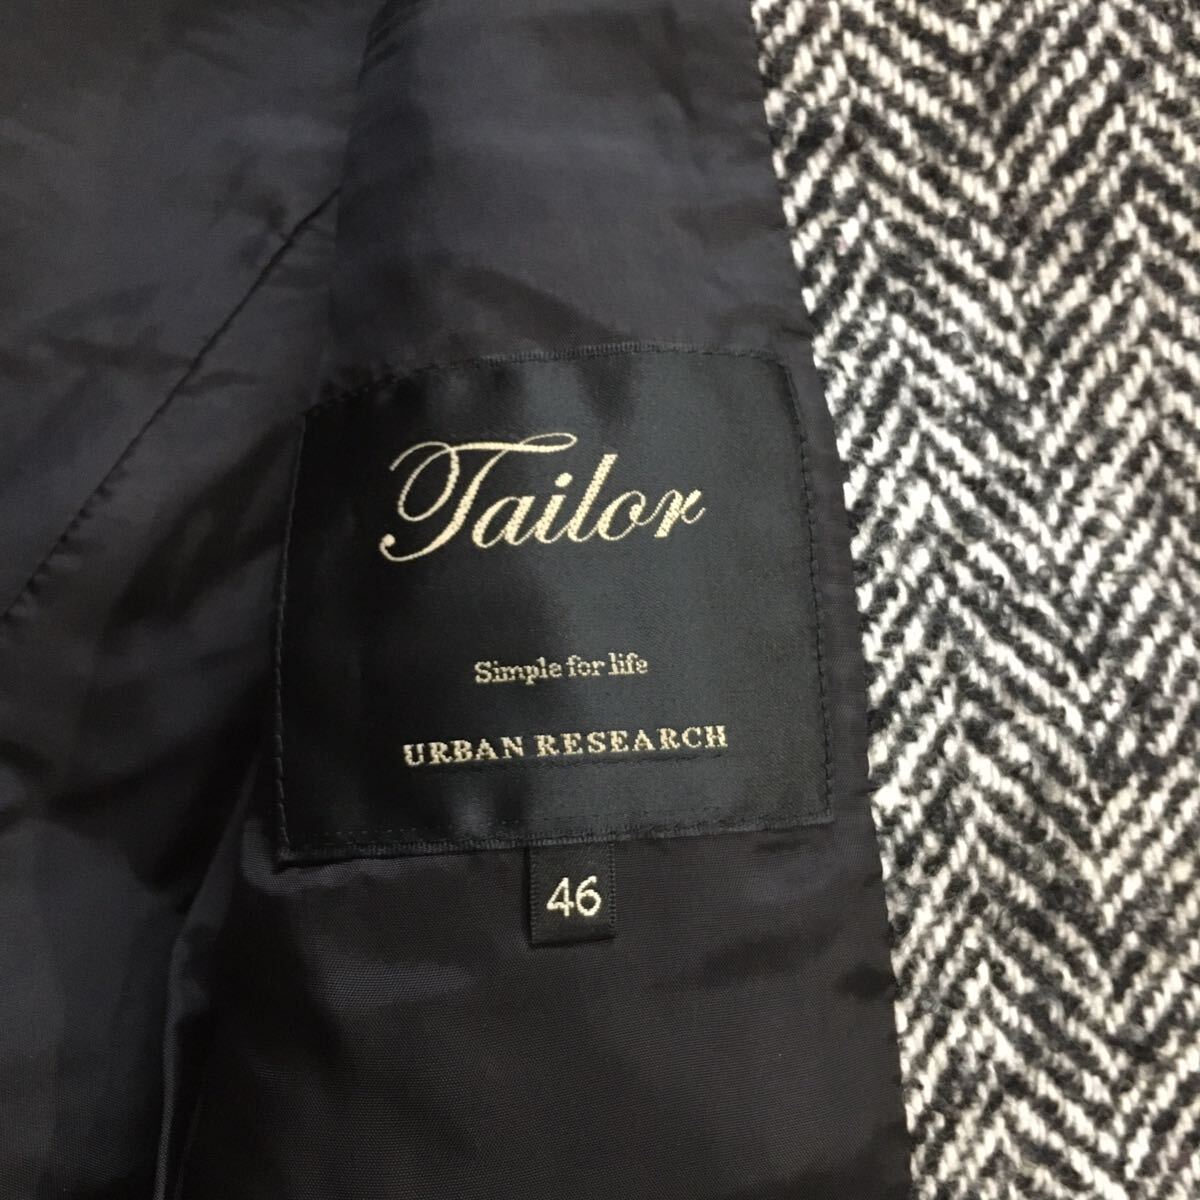 Tailor
Simple for life
URBAN RESEARCH
46